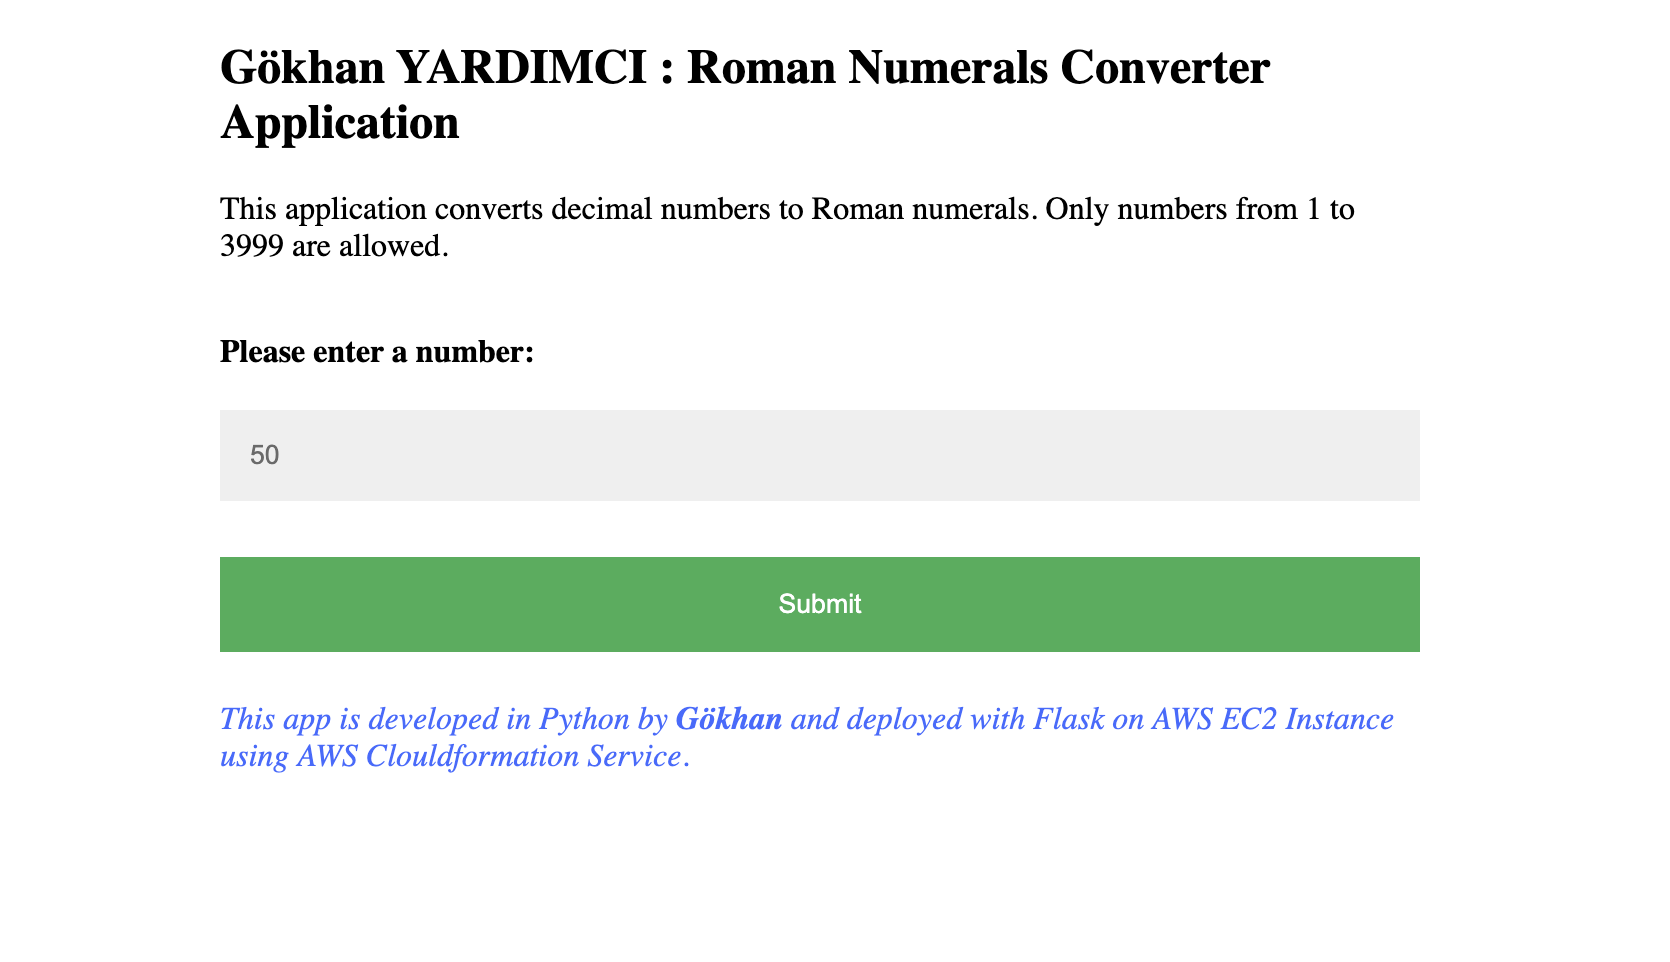 Gökhan YARDIMCI : Roman Numerals Converter
Application
This application converts decimal numbers to Roman numerals. Only numbers from 1 to
3999 are allowed.
Please enter a number:
50
Submit
This app is developed in Python by Gökhan and deployed with Flask on AWS EC2 Instance
using AWS Clouldformation Service.